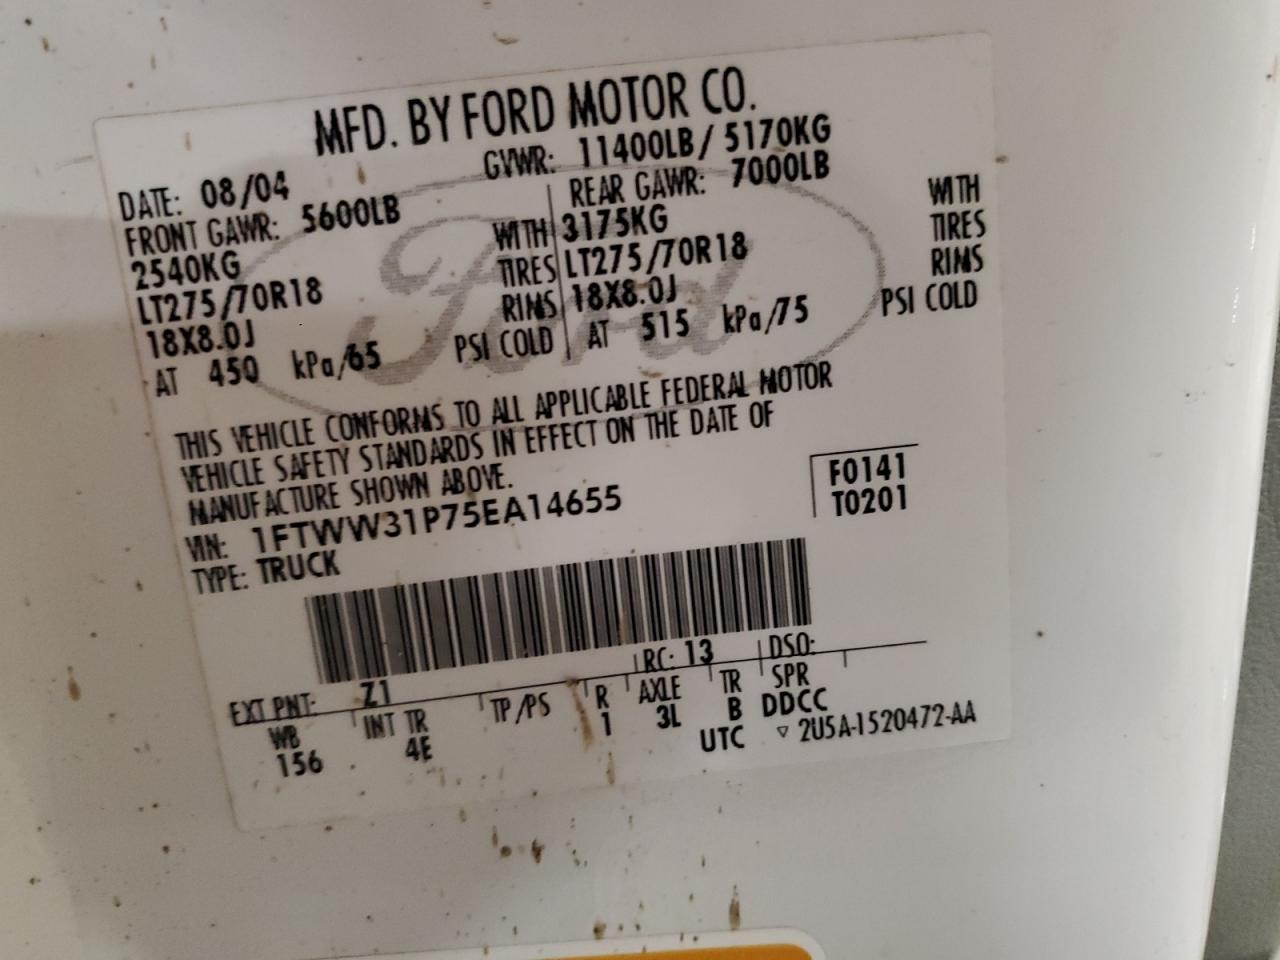 MFD. BY FORD MOTOR CO.
DATE: 08/04 GVWR: 11400LB/ 5170KG
FRONT GAWR: 5600LB REAR GAWR: 7000LB
2540KG WITH 3175KG WITH
LT275/70R18 TIRES LT275/70R18 TIRES
18X8.0J RIMS 18X8.0J RIMS
AT 450 kPa/65 PSI COLD AT 515 kPa/75 PSI COLD
Ford
THIS VEHICLE CONFORMS TO ALL APPLICABLE FEDERAL MOTOR
VEHICLE SAFETY STANDARDS IN EFFECT ON THE DATE OF
MANUFACTURE SHOWN ABOVE.
VIN: 1FTWW31P75EA14655
TYPE: TRUCK
F0141
T0201
EXT PNT: Z1 RC: 13 DSO:
WB INT TR TP/PS R AXLE TR SPR
156 4E 1 3L B DDCC
UTC ▽ 2U5A-1520472-AA